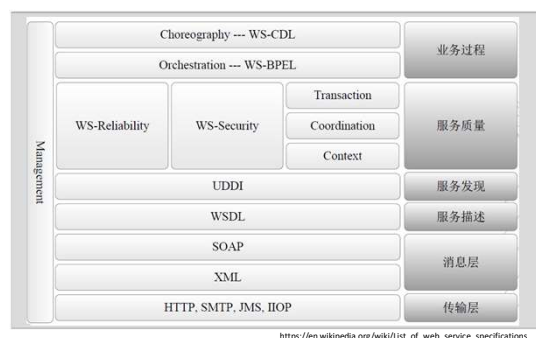 Management
Choreography --- WS-CDL
Orchestration --- WS-BPEL
业务过程
WS-Reliability
WS-Security
Transaction
Coordination
Context
服务质量
UDDI
服务发现
WSDL
服务描述
SOAP
XML
消息层
HTTP, SMTP, JMS, IIOP
传输层
https://en.wikipedia.org/wiki/List_of_web_service_specifications